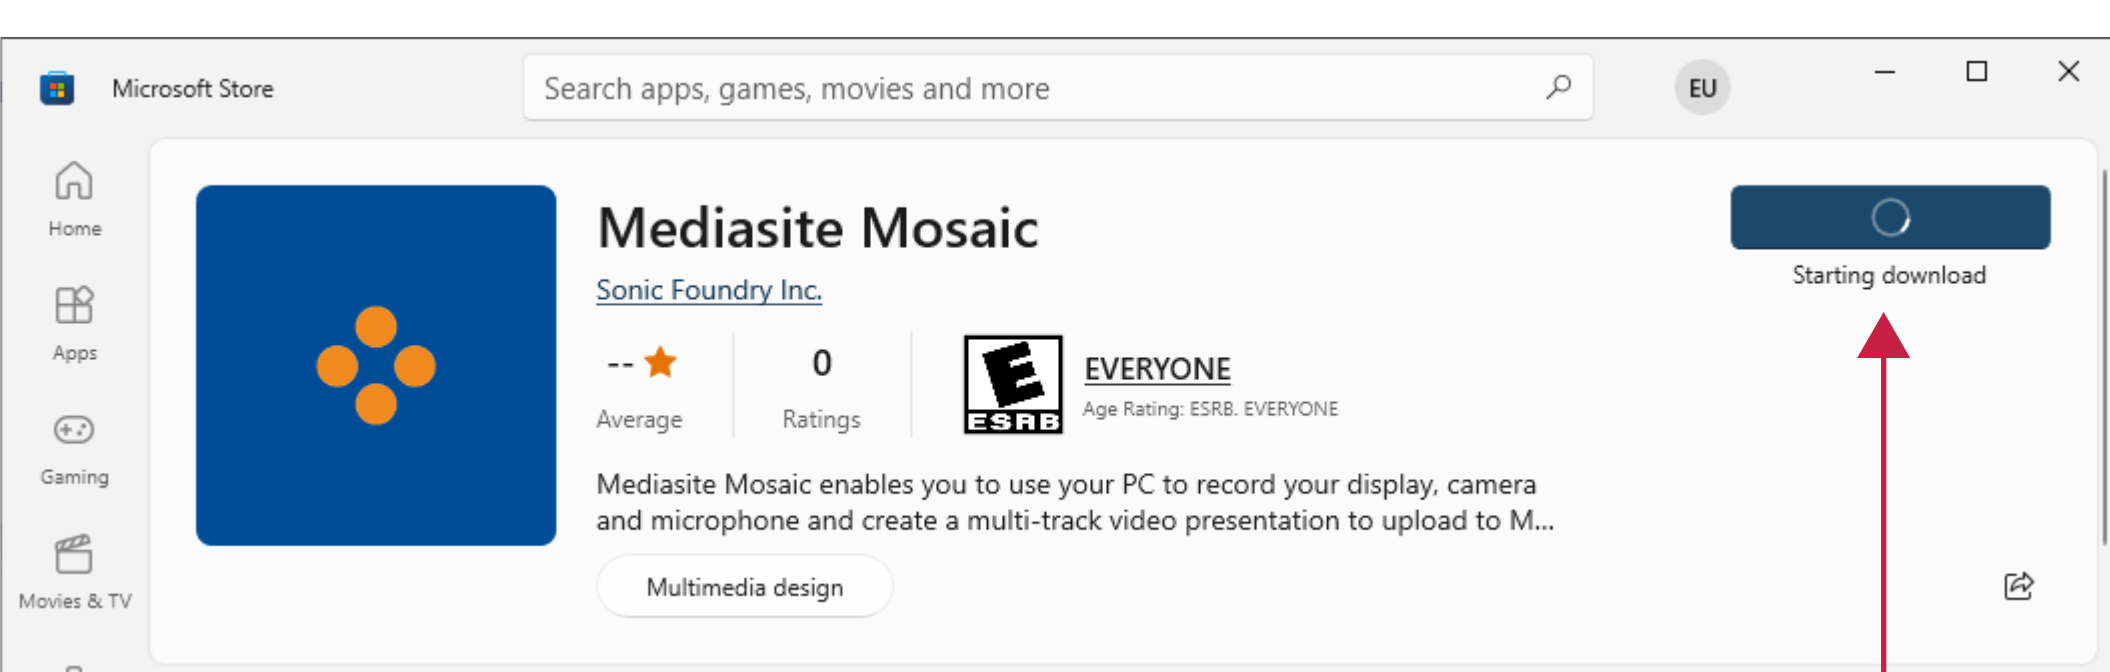 Microsoft Store
Search apps, games, movies and more
EU
Home
Apps
Gaming
Movies & TV
Mediasite Mosaic
Sonic Foundry Inc.
Starting download
--
Average
0
Ratings
E
ESRB
EVERYONE
Age Rating: ESRB. EVERYONE
Mediasite Mosaic enables you to use your PC to record your display, camera
and microphone and create a multi-track video presentation to upload to M...
Multimedia design